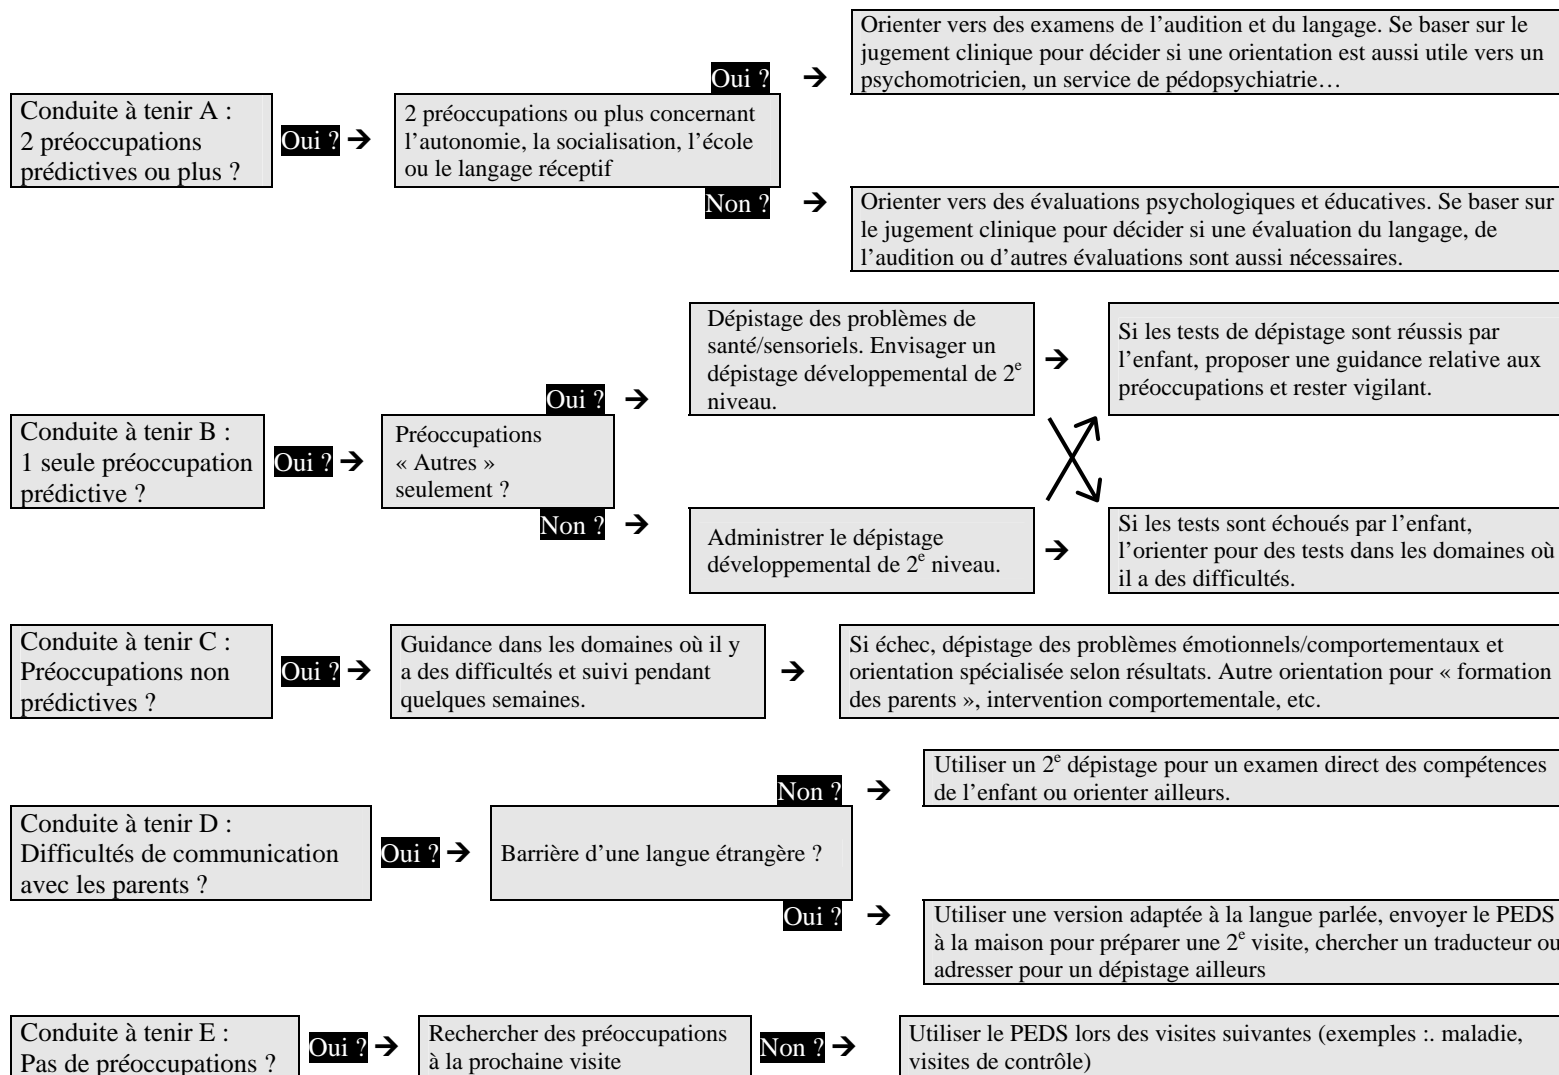 Orienter vers des examens de l’audition et du langage. Se baser sur le
jugement clinique pour décider si une orientation est aussi utile vers un
psychomotricien, un service de pédopsychiatrie…
Oui ? →
Conduite à tenir A :
2 préoccupations
prédictives ou plus ?
Oui ? →
2 préoccupations ou plus concernant
l’autonomie, la socialisation, l’école
ou le langage réceptif
Non ? →
Orienter vers des évaluations psychologiques et éducatives. Se baser sur
le jugement clinique pour décider si une évaluation du langage, de
l’audition ou d’autres évaluations sont aussi nécessaires.
Dépistage des problèmes de
santé/sensoriels. Envisager un
dépistage développemental de 2e
niveau.
→
Si les tests de dépistage sont réussis par
l’enfant, proposer une guidance relative aux
préoccupations et rester vigilant.
Oui ? →
Conduite à tenir B :
1 seule préoccupation
prédictive ?
Oui ? →
Préoccupations
« Autres »
seulement ?
Non ? →
Administrer le dépistage
développemental de 2e niveau.
→
Si les tests sont échoués par l’enfant,
l’orienter pour des tests dans les domaines où
il a des difficultés.
Conduite à tenir C :
Préoccupations non
prédictives ?
Oui ? →
Guidance dans les domaines où il y
a des difficultés et suivi pendant
quelques semaines.
→
Si échec, dépistage des problèmes émotionnels/comportementaux et
orientation spécialisée selon résultats. Autre orientation pour « formation
des parents », intervention comportementale, etc.
Non ? →
Utiliser un 2e dépistage pour un examen direct des compétences
de l’enfant ou orienter ailleurs.
Conduite à tenir D :
Difficultés de communication
avec les parents ?
Oui ? →
Barrière d’une langue étrangère ?
Oui ? →
Utiliser une version adaptée à la langue parlée, envoyer le PEDS
à la maison pour préparer une 2e visite, chercher un traducteur ou
adresser pour un dépistage ailleurs
Conduite à tenir E :
Pas de préoccupations ?
Oui ? →
Rechercher des préoccupations
à la prochaine visite
Non ? →
Utiliser le PEDS lors des visites suivantes (exemples :. maladie,
visites de contrôle)